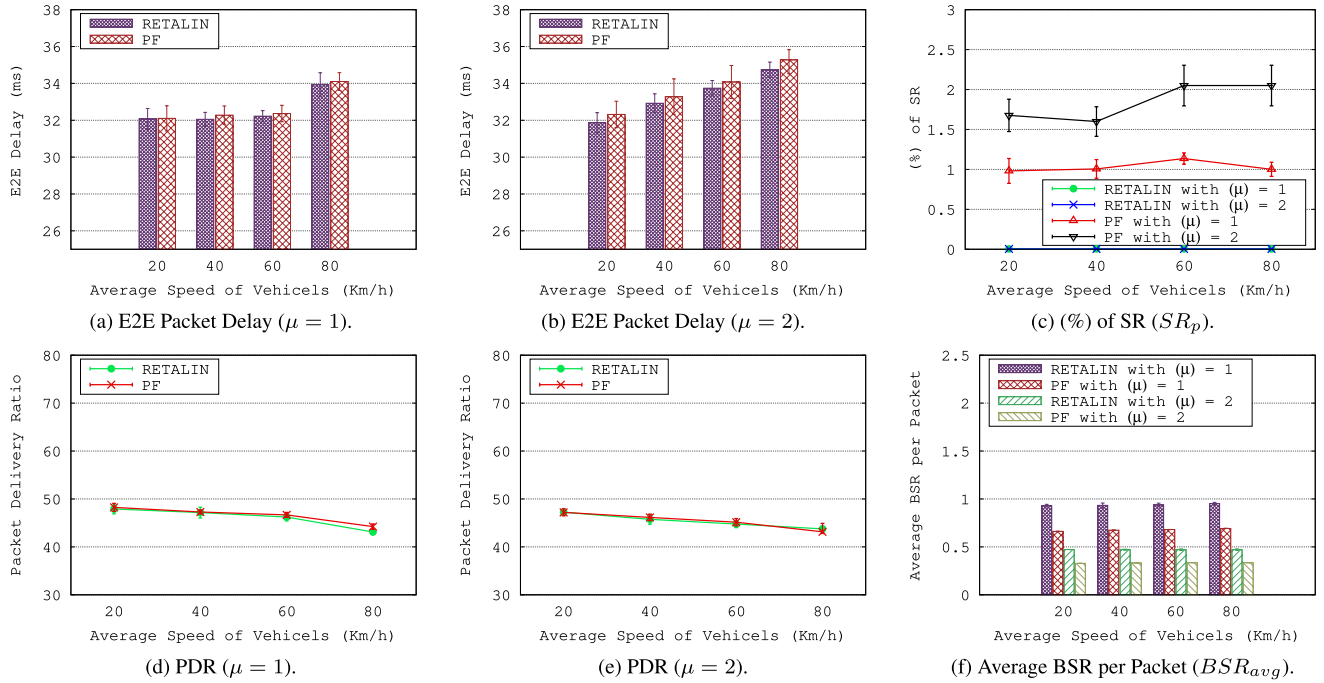 38
36
34
32
30
28
26
E2E Delay (ms)
RETALIN
PF
20 40 60 80
Average Speed of Vehicels (Km/h)
(a) E2E Packet Delay (μ = 1).
38
36
34
32
30
28
26
E2E Delay (ms)
RETALIN
PF
20 40 60 80
Average Speed of Vehicels (Km/h)
(b) E2E Packet Delay (μ = 2).
3
2.5
2
1.5
1
0.5
0
(%) of SR
RETALIN with (μ) = 1
RETALIN with (μ) = 2
PF with (μ) = 1
PF with (μ) = 2
20 40 60 80
Average Speed of Vehicels (Km/h)
(c) (%) of SR (SRp).
80
70
60
50
40
30
Packet Delivery Ratio
RETALIN
PF
20 40 60 80
Average Speed of Vehicels (Km/h)
(d) PDR (μ = 1).
80
70
60
50
40
30
Packet Delivery Ratio
RETALIN
PF
20 40 60 80
Average Speed of Vehicels (Km/h)
(e) PDR (μ = 2).
2.5
2
1.5
1
0.5
0
Average BSR per Packet
RETALIN with (μ) = 1
PF with (μ) = 1
RETALIN with (μ) = 2
PF with (μ) = 2
20 40 60 80
Average Speed of Vehicels (Km/h)
(f) Average BSR per Packet (BSRavg).